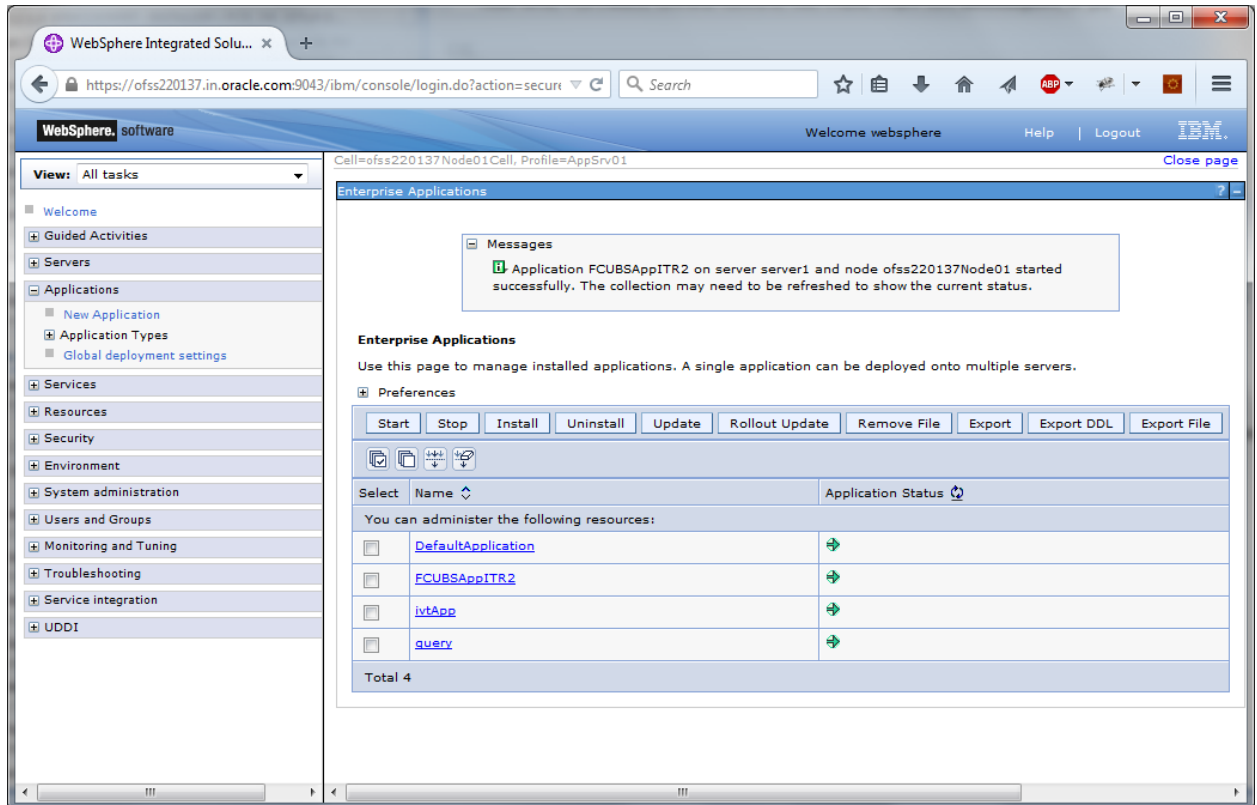 WebSphere Integrated Solu...
https://ofss220137.in.oracle.com:9043/ibm/console/login.do?action=secure
Search
ABP
WebSphere. software
Welcome websphere
Help | Logout
IBM.
View: All tasks
Welcome
Guided Activities
Servers
Applications
New Application
Application Types
Global deployment settings
Services
Resources
Security
Environment
System administration
Users and Groups
Monitoring and Tuning
Troubleshooting
Service integration
UDDI
Cell=ofss220137Node01Cell, Profile=AppSrv01
Close page
Enterprise Applications
? -
Messages
Application FCUBSAppITR2 on server server1 and node ofss220137Node01 started
successfully. The collection may need to be refreshed to show the current status.
Enterprise Applications
Use this page to manage installed applications. A single application can be deployed onto multiple servers.
Preferences
Start Stop Install Uninstall Update Rollout Update Remove File Export Export DDL Export File
Select Name Application Status
You can administer the following resources:
DefaultApplication
FCUBSAppITR2
ivtApp
query
Total 4